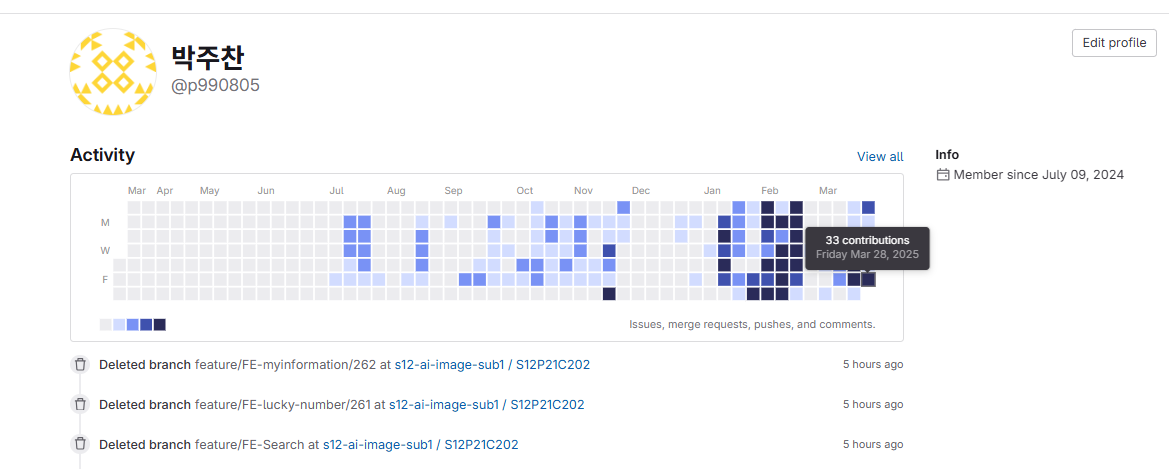 박주찬
@p990805
Edit profile
Activity
View all
Info
Member since July 09, 2024
Mar Apr May Jun Jul Aug Sep Oct Nov Dec Jan Feb Mar
M
W
F
33 contributions
Friday Mar 28, 2025
Issues, merge requests, pushes, and comments.
Deleted branch feature/FE-myinformation/262 at s12-ai-image-sub1 / S12P21C202
5 hours ago
Deleted branch feature/FE-lucky-number/261 at s12-ai-image-sub1 / S12P21C202
5 hours ago
Deleted branch feature/FE-Search at s12-ai-image-sub1 / S12P21C202
5 hours ago